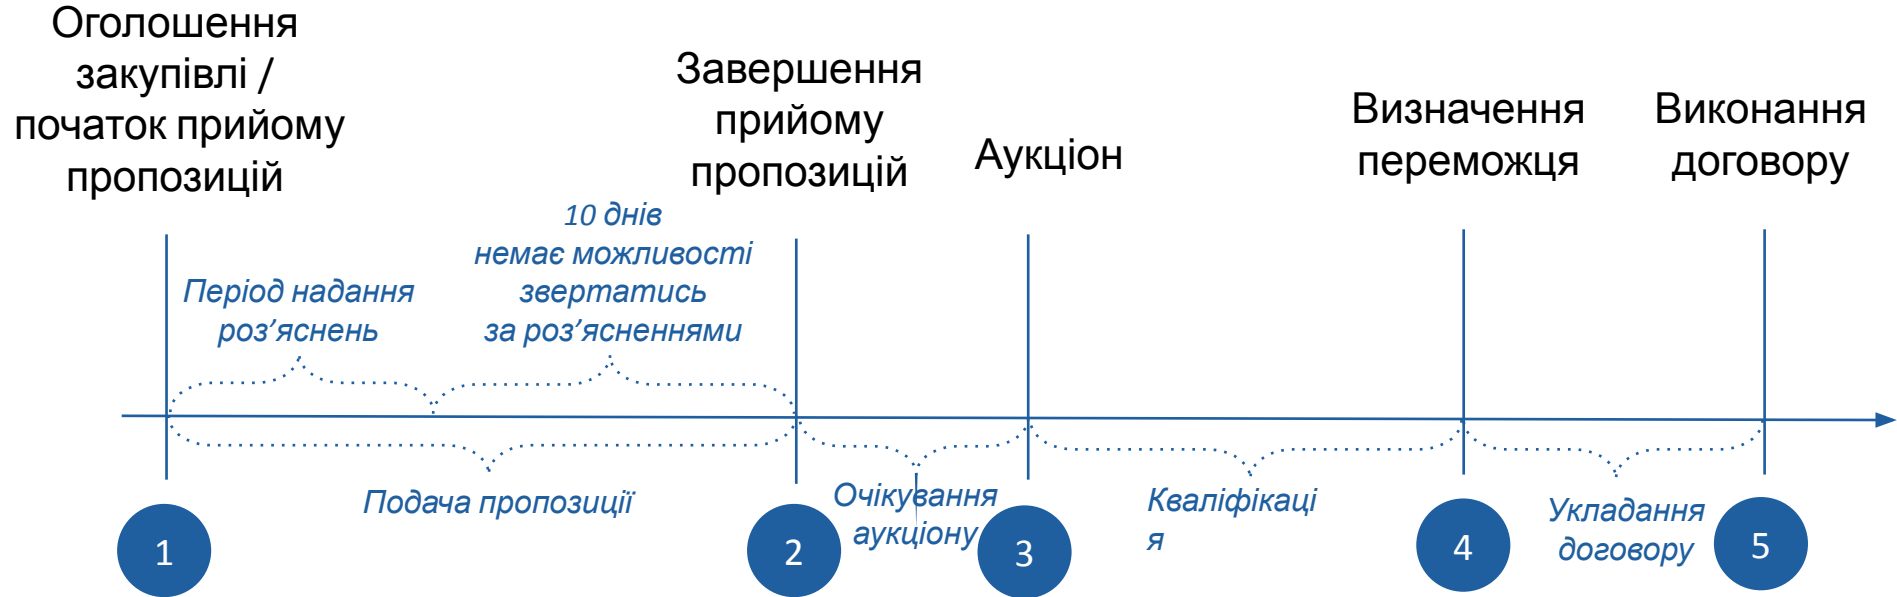 Оголошення
закупівлі /
початок прийому
пропозицій
Завершення
прийому
пропозицій
Аукціон
Визначення
переможця
Виконання
договору
Період надання
роз’яснень
10 днів
немає можливості
звертатись
за роз’ясненнями
Подача пропозиції
Очікування
аукціону
Кваліфікаці
я
Укладання
договору
1
2
3
4
5